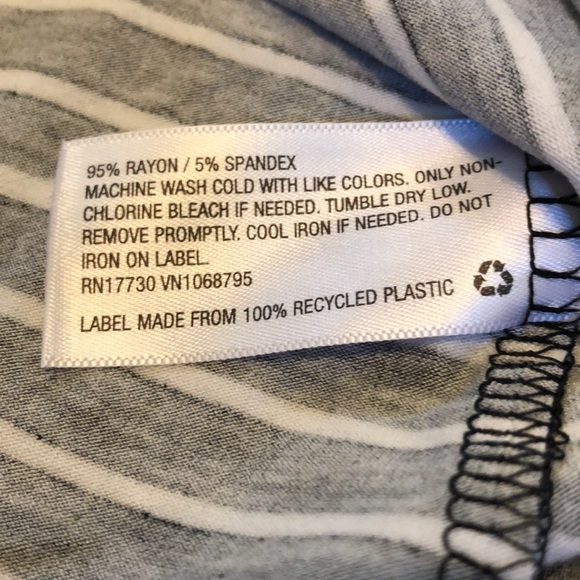 95% RAYON / 5% SPANDEX
MACHINE WASH COLD WITH LIKE COLORS. ONLY NON-
CHLORINE BLEACH IF NEEDED. TUMBLE DRY LOW.
REMOVE PROMPTLY. COOL IRON IF NEEDED. DO NOT
IRON ON LABEL.
RN17730 VN1068795
LABEL MADE FROM 100% RECYCLED PLASTIC